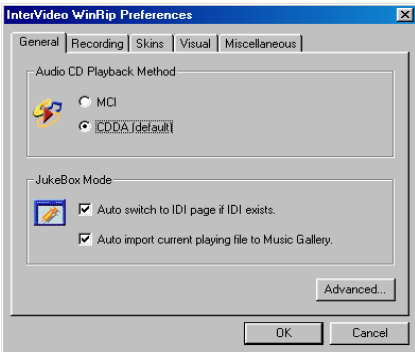 InterVideo WinRip Preferences
General Recording Skins Visual Miscellaneous
Audio CD Playback Method
MCI
CDDA (default)
JukeBox Mode
Auto switch to IDI page if IDI exists.
Auto import current playing file to Music Gallery.
Advanced...
OK Cancel